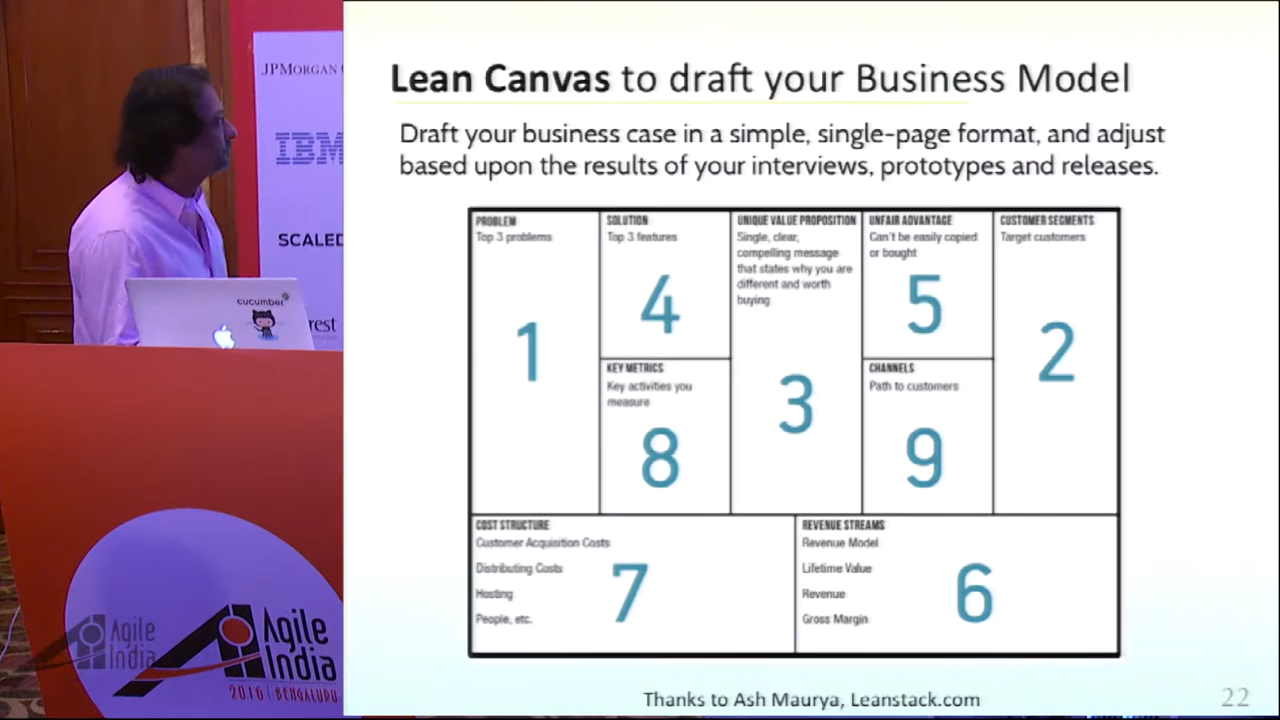 Lean Canvas to draft your Business Model
Draft your business case in a simple, single-page format, and adjust
based upon the results of your interviews, prototypes and releases.
PROBLEM
Top 3 problems
1
SOLUTION
Top 3 features
4
KEY METRICS
Key activities you
measure
8
UNIQUE VALUE PROPOSITION
Single, clear,
compelling message
that states why you are
different and worth
buying
3
UNFAIR ADVANTAGE
Can't be easily copied
or bought
5
CHANNELS
Path to customers
9
CUSTOMER SEGMENTS
Target customers
2
COST STRUCTURE
Customer Acquisition Costs
Distributing Costs
Hosting
People, etc.
7
REVENUE STREAMS
Revenue Model
Lifetime Value
Revenue
Gross Margin
6
Thanks to Ash Maurya, Leanstack.com
22
JPMORGAN
IBM
SCALED
rest
cucumber
Agile
India
Agile
India
2016 | BENGALURU